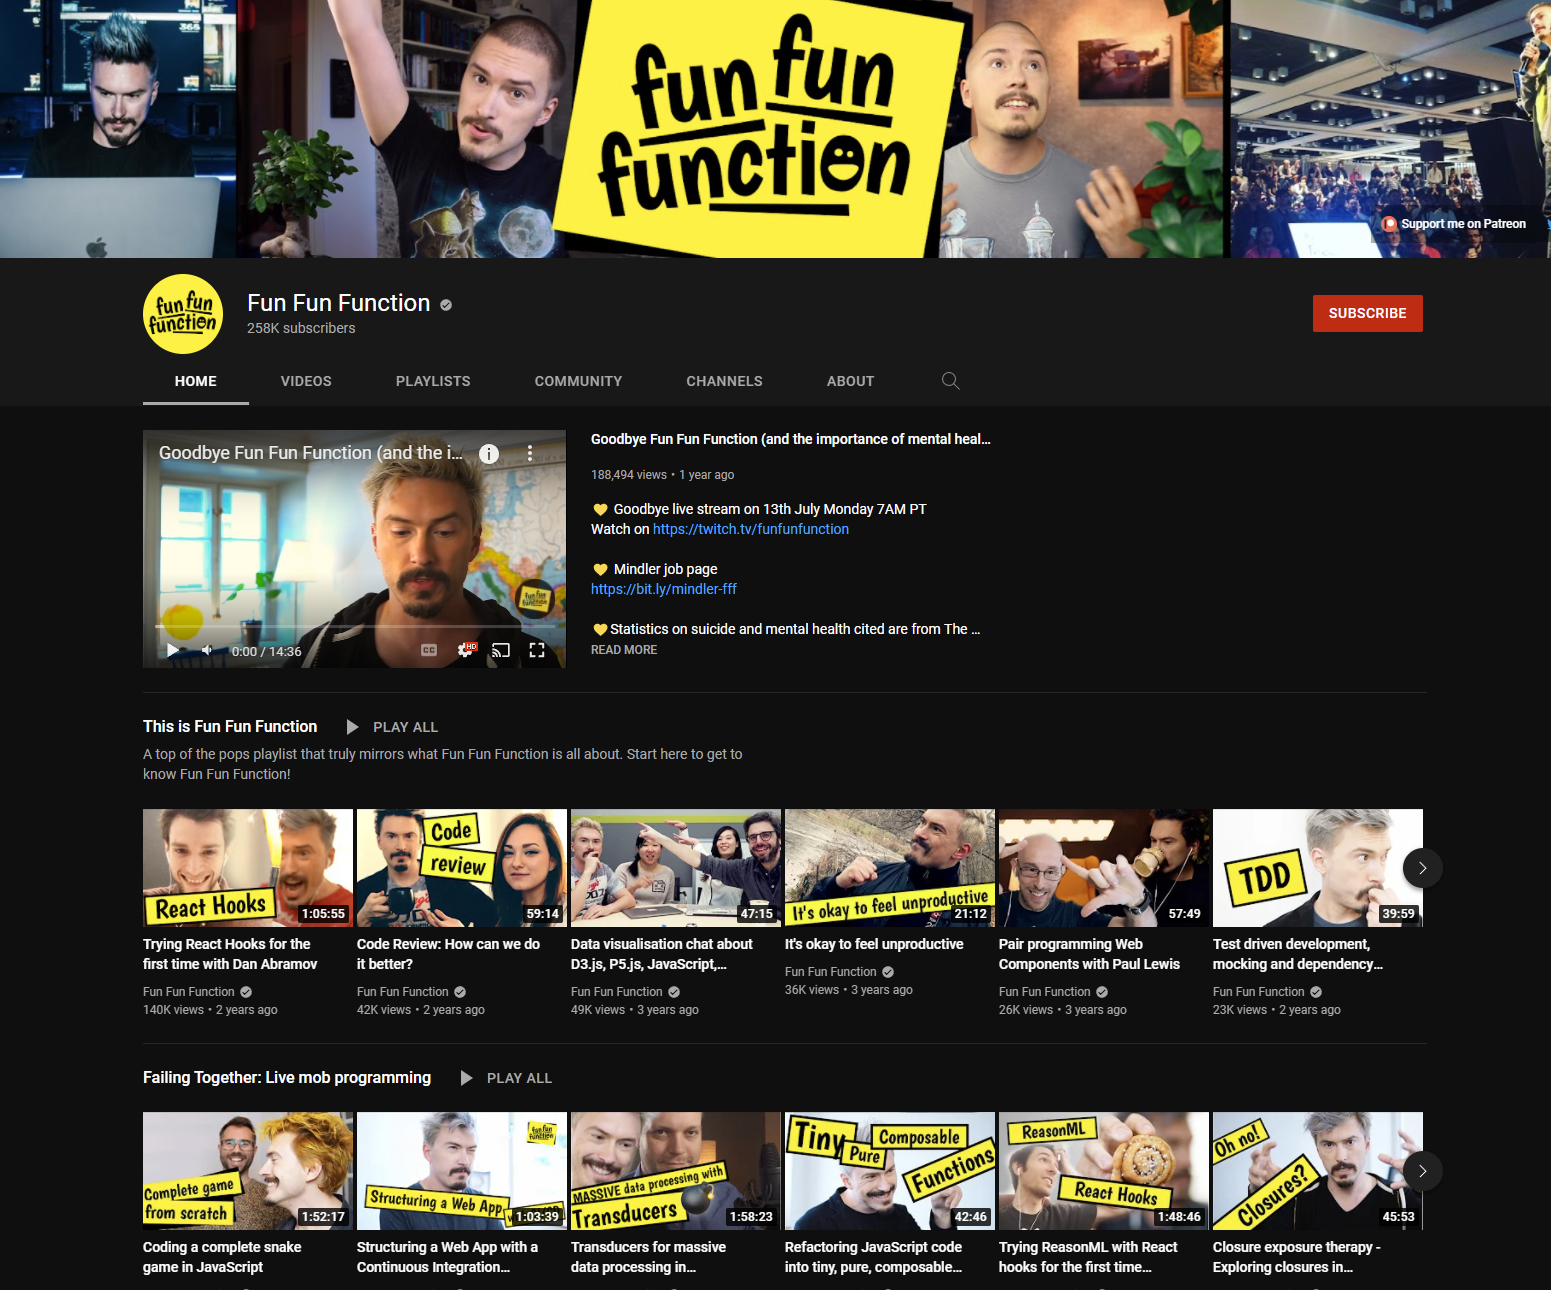 fun fun
function
Support me on Patreon
fun fun
function
Fun Fun Function
258K subscribers
SUBSCRIBE
HOME
VIDEOS
PLAYLISTS
COMMUNITY
CHANNELS
ABOUT
Goodbye Fun Fun Function (and the i...
fun fun
function
0:00 / 14:36
CC
HD
Goodbye Fun Fun Function (and the importance of mental heal...
188,494 views • 1 year ago
💛 Goodbye live stream on 13th July Monday 7AM PT
Watch on https://twitch.tv/funfunfunction
💛 Mindler job page
https://bit.ly/mindler-fff
💛Statistics on suicide and mental health cited are from The ...
READ MORE
This is Fun Fun Function
PLAY ALL
A top of the pops playlist that truly mirrors what Fun Fun Function is all about. Start here to get to
know Fun Fun Function!
React Hooks
1:05:55
Trying React Hooks for the
first time with Dan Abramov
Fun Fun Function
140K views • 2 years ago
Code
review
59:14
Code Review: How can we do
it better?
Fun Fun Function
42K views • 2 years ago
47:15
Data visualisation chat about
D3.js, P5.js, JavaScript,...
Fun Fun Function
49K views • 3 years ago
It's okay to feel unproductive
21:12
It's okay to feel unproductive
Fun Fun Function
36K views • 3 years ago
57:49
Pair programming Web
Components with Paul Lewis
Fun Fun Function
26K views • 3 years ago
TDD
39:59
Test driven development,
mocking and dependency...
Fun Fun Function
23K views • 2 years ago
Failing Together: Live mob programming
PLAY ALL
Complete game
from scratch
1:52:17
Coding a complete snake
game in JavaScript
fun fun
function
Structuring a Web App
1:03:39
Structuring a Web App with a
Continuous Integration...
MASSIVE data processing with
Transducers
1:58:23
Transducers for massive
data processing in...
Tiny
Pure
Composable
Functions
42:46
Refactoring JavaScript code
into tiny, pure, composable...
ReasonML
React Hooks
1:48:46
Trying ReasonML with React
hooks for the first time...
Oh no!
Closures?
45:53
Closure exposure therapy -
Exploring closures in...